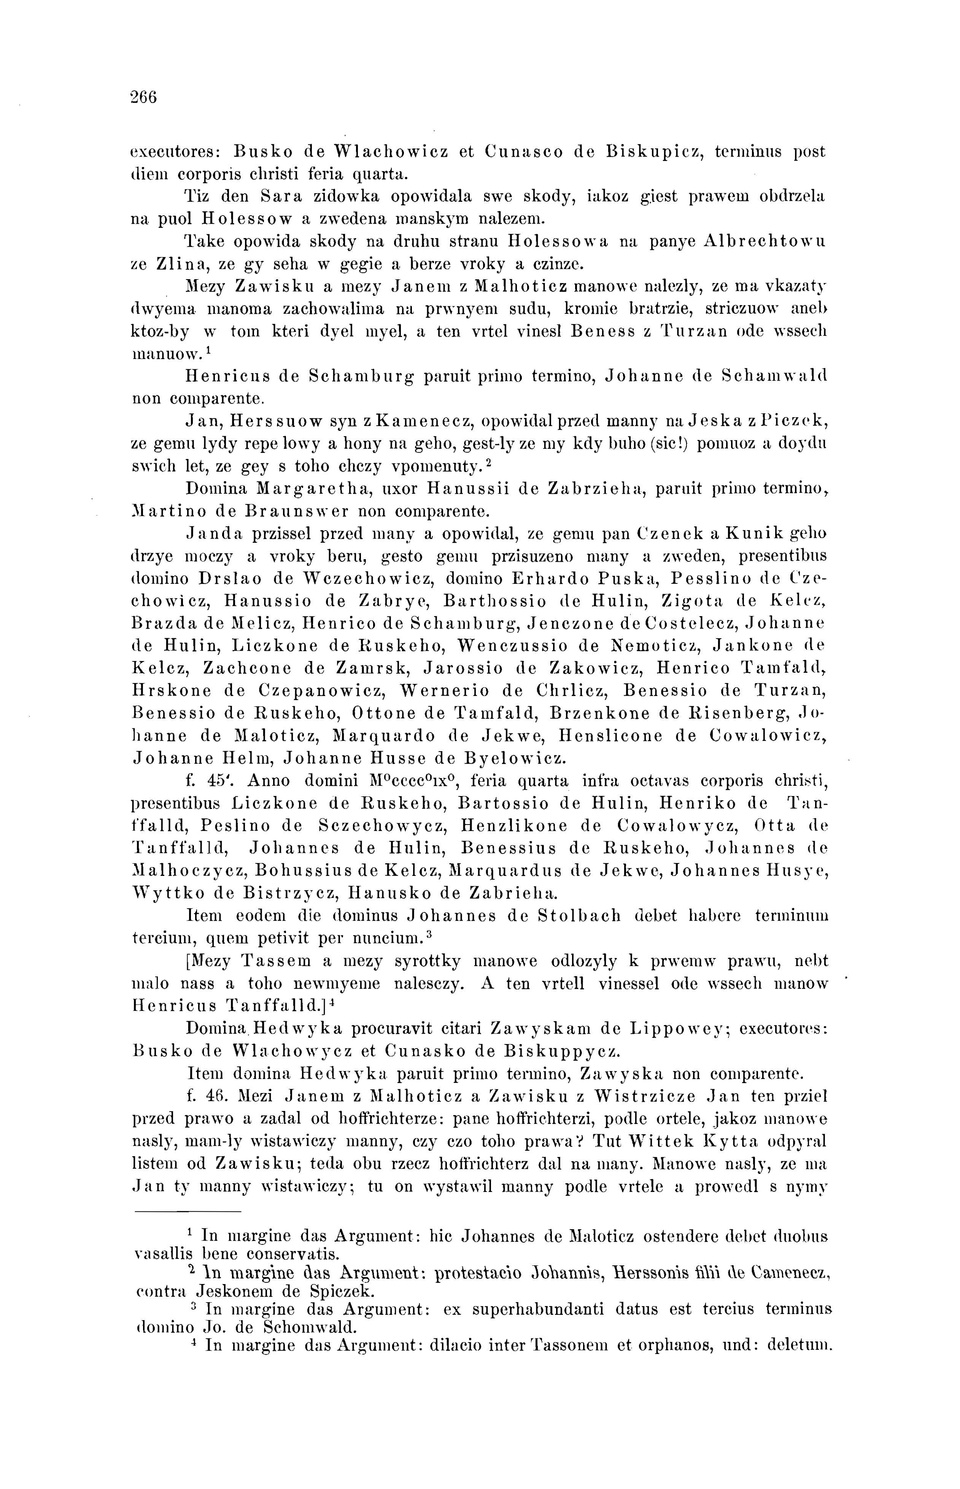 266
executores: Busko de Wlachowicz et Cunasco de Biskupicz, terminus post
diem corporis christi feria quarta.
Tiz den Sara zidowka opowidala swe skody, iakoz giest prawem obdrzela
na puol Holessow a zwedena manskym nalezem.
Take opowida skody na druhu stranu Holessowa na panye Albrechtowu
ze Zlina, ze gy seha w gegie a berze vroky a czinze.
Mezy Zawisku a mezy Janem z Malhoticz manowe nalezly, ze ma vkazaty
dwyema manoma zachowalima na prwnyem sudu, kromie bratrzie, striczuow aneb
ktoz-by w tom kteri dyel myel, a ten vrtel vinesl Beness z Turzan ode wssech
manuow.¹
Henricus de Schamburg paruit primo termino, Johanne de Schamwald
non comparente.
Jan, Herssuow syn z Kamenecz, opowidal przed manny na Jeska z Piczek,
ze gemu lydy repe lowy a hony na geho, gest-ly ze my kdy buho (sic!) pomuoz a doydu
swich let, ze gey s toho chczy vpomenuty.²
Domina Margaretha, uxor Hanussii de Zabrzieha, paruit primo termino,
Martino de Braunswer non comparente.
Janda przissel przed many a opowidal, ze gemu pan Czenek a Kunik geho
drzye moczy a vroky beru, gesto gemu przisuzeno many a zweden, presentibus
domino Drslao de Wczechowicz, domino Erhardo Puska, Pesslino de Cze-
chowicz, Hanussio de Zabrye, Barthossio de Hulin, Zigota de Kelcz,
Brazda de Melicz, Henrico de Schamburg, Jenczone de Costelecz, Johanne
de Hulin, Liczkone de Ruskeho, Wenczussio de Nemoticz, Jankone de
Kelcz, Zachcone de Zamrsk, Jarossio de Zakowicz, Henrico Tamfald,
Hrskone de Czepanowicz, Wernerio de Chrlicz, Benessio de Turzan,
Benessio de Ruskeho, Ottone de Tamfald, Brzenkone de Risenberg, Jo-
hanne de Maloticz, Marquardo de Jekwe, Henslicone de Cowalowicz,
Johanne Helm, Johanne Husse de Byelowicz.
f. 45'. Anno domini M⁰cccc⁰ıx⁰, feria quarta infra octavas corporis christi,
presentibus Liczkone de Ruskeho, Bartossio de Hulin, Henriko de Tan-
ffalld, Peslino de Sczechowycz, Henzlikone de Cowalowycz, Otta de
Tanffalld, Johannes de Hulin, Benessius de Ruskeho, Johannes de
Malhoczycz, Bohussius de Kelcz, Marquardus de Jekwe, Johannes Husye,
Wyttko de Bistrzycz, Hanusko de Zabrieha.
Item eodem die dominus Johannes de Stolbach debet habere terminum
tercium, quem petivit per nuncium.³
[Mezy Tassem a mezy syrottky manowe odlozyly k prwemw prawu, nebt
malo nass a toho newmyeme nalesczy. A ten vrtell vinessel ode wssech manow
Henricus Tanffalld.]⁴
Domina Hedwyka procuravit citari Zawyskam de Lippowey; executores:
Busko de Wlachowycz et Cunasko de Biskuppycz.
Item domina Hedwyka paruit primo termino, Zawyska non comparente.
f. 46. Mezi Janem z Malhoticz a Zawisku z Wistrzicze Jan ten prziel
przed prawo a zadal od hoffrichterze: pane hoffrichterzi, podle ortele, jakoz manowe
nasly, mam-ly wistawiczy manny, czy czo toho prawa? Tut Wittek Kytta odpyral
listem od Zawisku; teda obu rzecz hoffrichterz dal na many. Manowe nasly, ze ma
Jan ty manny wistawiczy; tu on wystawil manny podle vrtele a prowedl s nymy
¹ In margine das Argument: hic Johannes de Maloticz ostendere debet duobus
vasallis bene conservatis.
² In margine das Argument: protestacio Johannis, Herssonis filii de Camenecz,
contra Jeskonem de Spiczek.
³ In margine das Argument: ex superhabundanti datus est tercius terminus
domino Jo. de Schomwald.
⁴ In margine das Argument: dilacio inter Tassonem et orphanos, und: deletum.